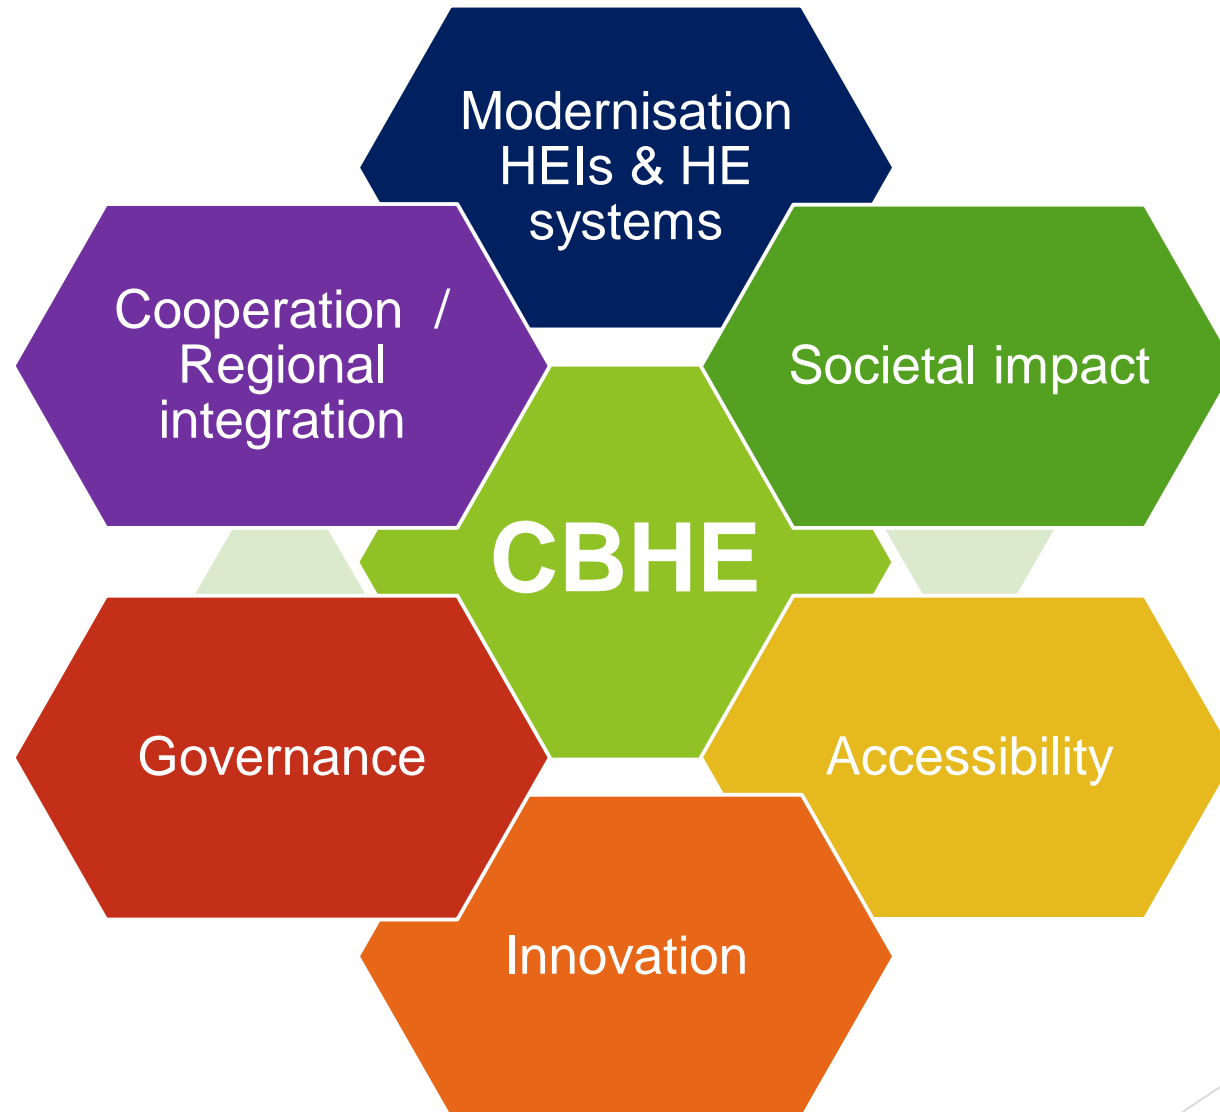 Modernisation
HEIs & HE
systems
Cooperation /
Regional
integration
Societal impact
CBHE
Governance
Accessibility
Innovation